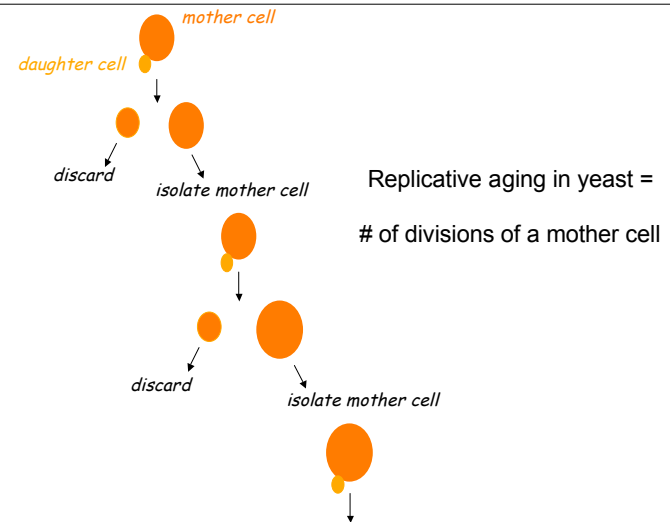 mother cell
daughter cell
discard
isolate mother cell
Replicative aging in yeast =
# of divisions of a mother cell
discard
isolate mother cell